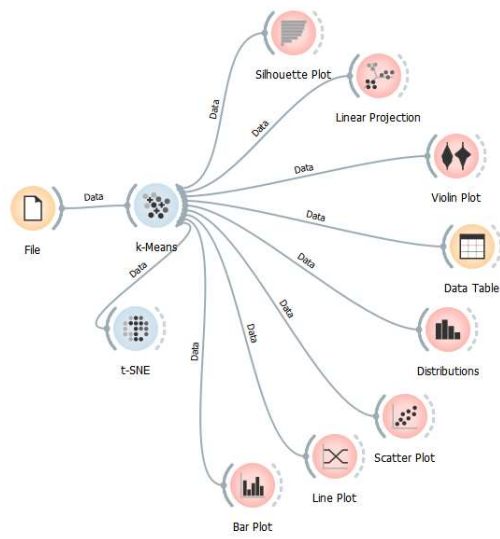 Silhouette Plot
Data
Linear Projection
Data
Data
Violin Plot
Data
File
k-Means
Data
Data Table
Data
Data
t-SNE
Data
Distributions
Data
Data
Data
Scatter Plot
Line Plot
Bar Plot